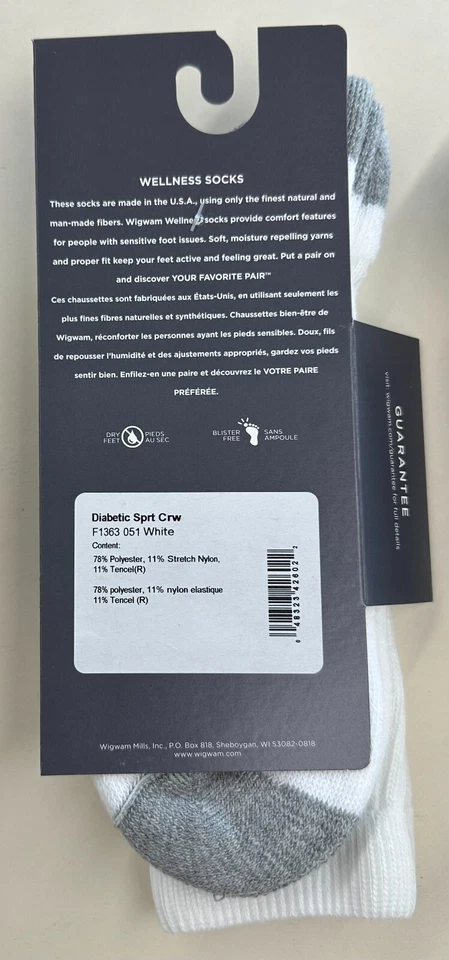 WELLNESS SOCKS
These socks are made in the U.S.A., using only the finest natural and
man-made fibers. Wigwam Wellness socks provide comfort features
for people with sensitive foot issues. Soft, moisture repelling yarns
and proper fit keep your feet active and feeling great. Put a pair on
and discover YOUR FAVORITE PAIR™
Ces chaussettes sont fabriquées aux États-Unis, en utilisant seulement les
plus fines fibres naturelles et synthétiques. Chaussettes bien-être de
Wigwam, réconforter les personnes ayant les pieds sensibles. Doux, fils
de repousser l'humidité et des ajustements appropriés, gardez vos pieds
sentir bien. Enfilez-en une paire et découvrez le VOTRE PAIRE
PRÉFÉRÉE.
DRY FEET
PIEDS AU SEC
BLISTER FREE
SANS AMPOULE
GUARANTEE
visit: wigwam.com/guarantee for full details
Diabetic Sprt Crw
F1363 051 White
Content:
78% Polyester, 11% Stretch Nylon,
11% Tencel(R)
78% polyester, 11% nylon elastique
11% Tencel (R)
0 48323 42602 2
Wigwam Mills, Inc., P.O. Box 818, Sheboygan, WI 53082-0818
www.wigwam.com